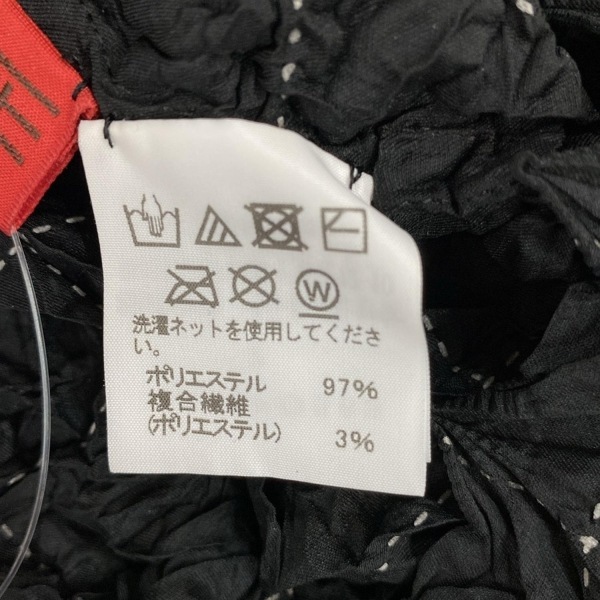 W
洗濯ネットを使用してくださ
い。
ポリエステル 97%
複合繊維
(ポリエステル) 3%